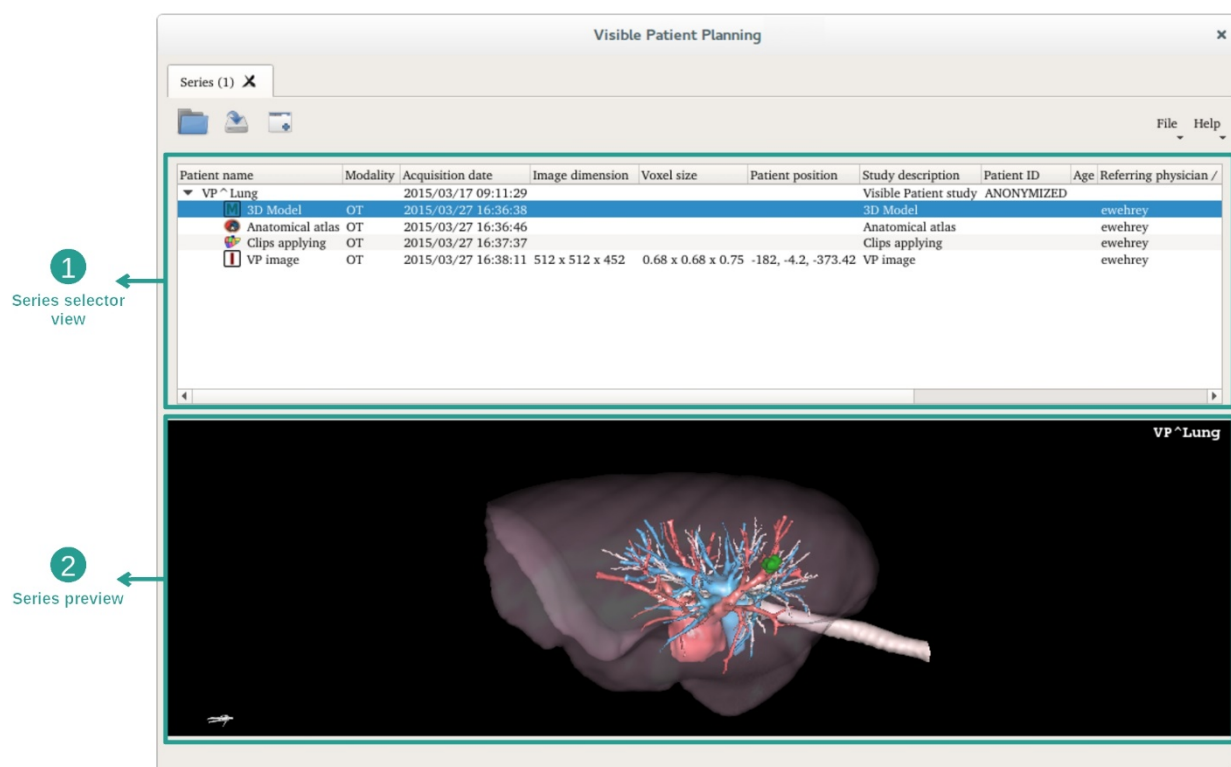 Visible Patient Planning
Series (1)
File Help
Patient name Modality Acquisition date Image dimension Voxel size Patient position Study description Patient ID Age Referring physician /
VP^Lung 2015/03/17 09:11:29 Visible Patient study ANONYMIZED
3D Model OT 2015/03/27 16:36:38 3D Model ewehrey
Anatomical atlas OT 2015/03/27 16:36:46 Anatomical atlas ewehrey
Clips applying OT 2015/03/27 16:37:37 Clips applying ewehrey
VP image OT 2015/03/27 16:38:11 512 x 512 x 452 0.68 x 0.68 x 0.75 -182, -4.2, -373.42 VP image ewehrey
1
Series selector
view
VP^Lung
2
Series preview